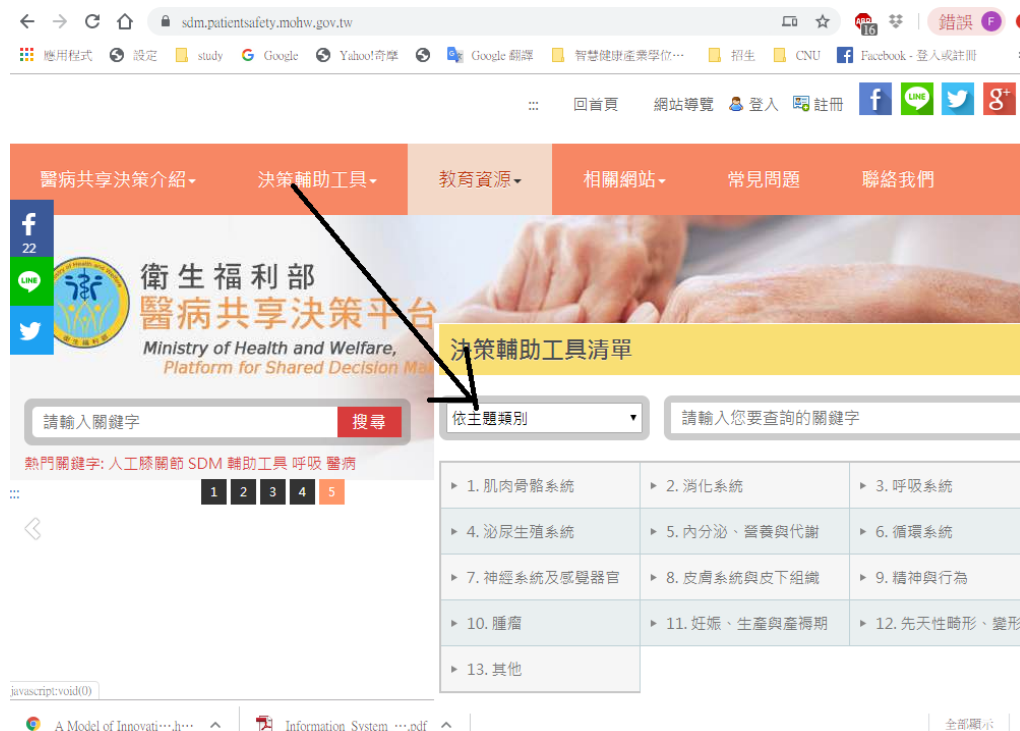 sdm.patientsafety.mohw.gov.tw
ABP
16
錯誤
F
應用程式 設定 study G Google Yahoo!奇摩 Google 翻譯 智慧健康產業學位… 招生 CNU Facebook - 登入或註冊
::: 回首頁 網站導覽 登入 註冊 f LINE g+
醫病共享決策介紹 決策輔助工具 教育資源 相關網站 常見問題 聯絡我們
f
22
LINE
衛生福利部
醫病共享決策平台
Ministry of Health and Welfare,
Platform for Shared Decision
請輸入關鍵字 搜尋
熱門關鍵字: 人工膝關節 SDM 輔助工具 呼吸 醫病
::: 1 2 3 4 5
決策輔助工具清單
依主題類別 請輸入您要查詢的關鍵字
1. 肌肉骨骼系統 2. 消化系統 3. 呼吸系統
4. 泌尿生殖系統 5. 內分泌、營養與代謝 6. 循環系統
7. 神經系統及感覺器官 8. 皮膚系統與皮下組織 9. 精神與行為
10. 腫瘤 11. 妊娠、生產與產褥期 12. 先天性畸形、變形
13. 其他
javascript:void(0)
A Model of Innovati….h… Information System ….pdf 全部顯示